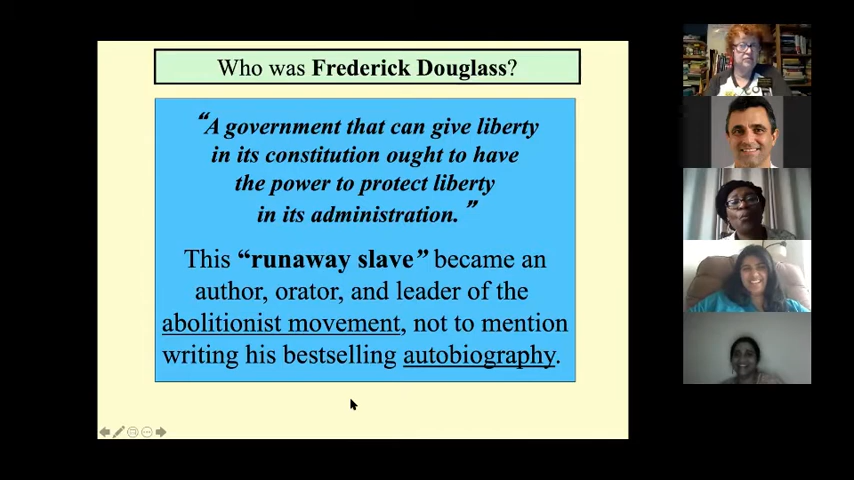 Who was Frederick Douglass?
“A government that can give liberty
in its constitution ought to have
the power to protect liberty
in its administration.”
This “runaway slave” became an
author, orator, and leader of the
abolitionist movement, not to mention
writing his bestselling autobiography.